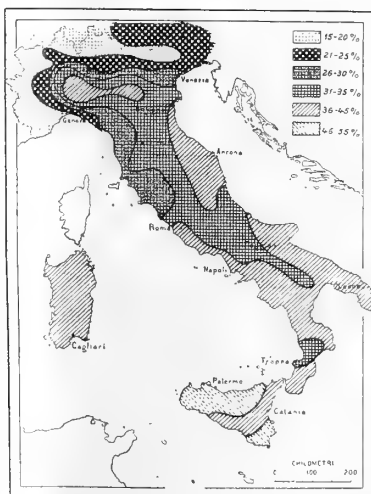 15-20%
21-25%
26-30%
31-35%
36-45%
46-55%
Venezia
Genova
Ancona
Roma
Napoli
Cagliari
Tropea
Palermo
Catania
CHILOMETRI
0 100 200